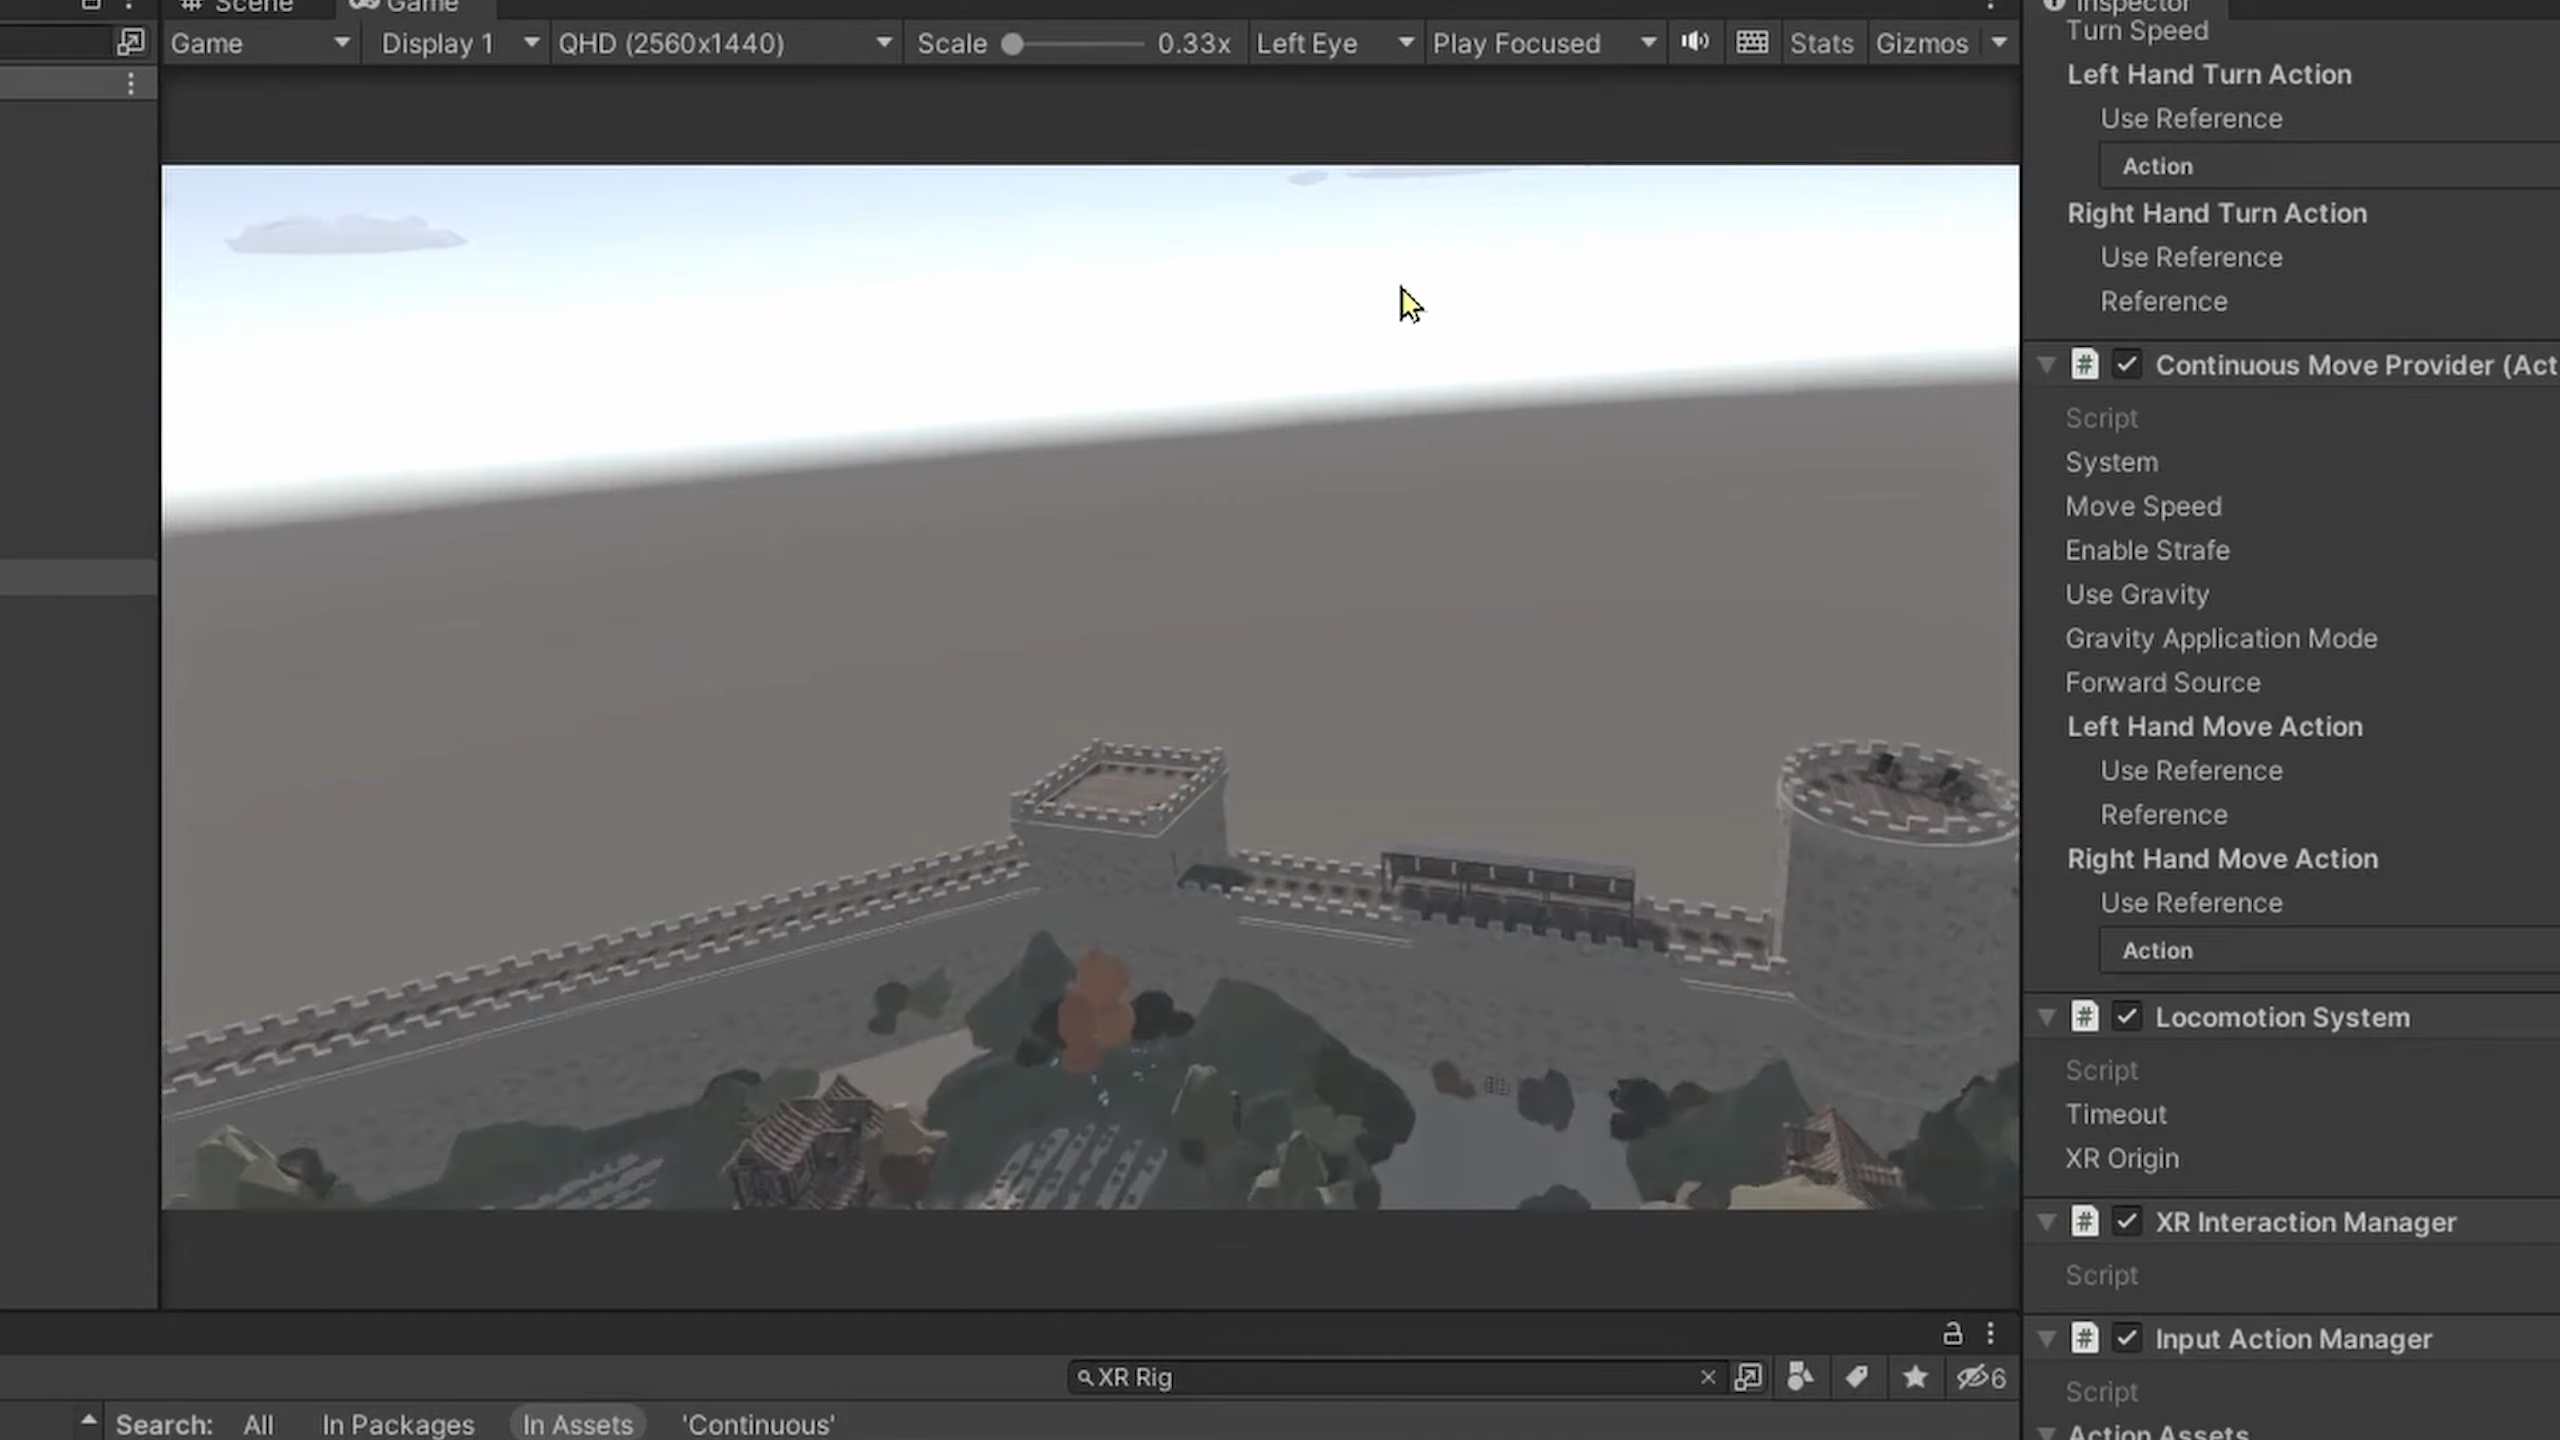 Scene
Game
Inspector
Game
Display 1
QHD (2560x1440)
Scale
0.33x
Left Eye
Play Focused
Stats
Gizmos
Turn Speed
Left Hand Turn Action
Use Reference
Action
Right Hand Turn Action
Use Reference
Reference
Continuous Move Provider (Act
Script
System
Move Speed
Enable Strafe
Use Gravity
Gravity Application Mode
Forward Source
Left Hand Move Action
Use Reference
Reference
Right Hand Move Action
Use Reference
Action
Locomotion System
Script
Timeout
XR Origin
XR Interaction Manager
Script
Input Action Manager
Script
Action Assets
XR Rig
6
Search:
All
In Packages
In Assets
'Continuous'